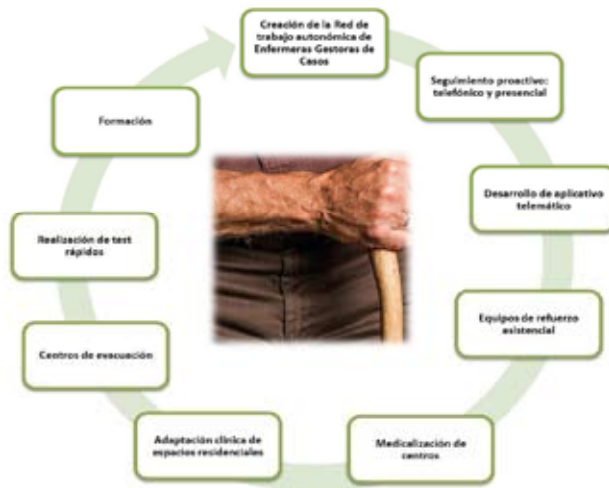 Creación de la Red de
trabajo autonómica de
Enfermeras Gestoras de
Casos
Seguimiento proactivo:
telefónico y presencial
Desarrollo de aplicativo
telemático
Equipos de refuerzo
asistencial
Medicalización de
centros
Adaptación clínica de
espacios residenciales
Centros de evacuación
Realización de test
rápidos
Formación